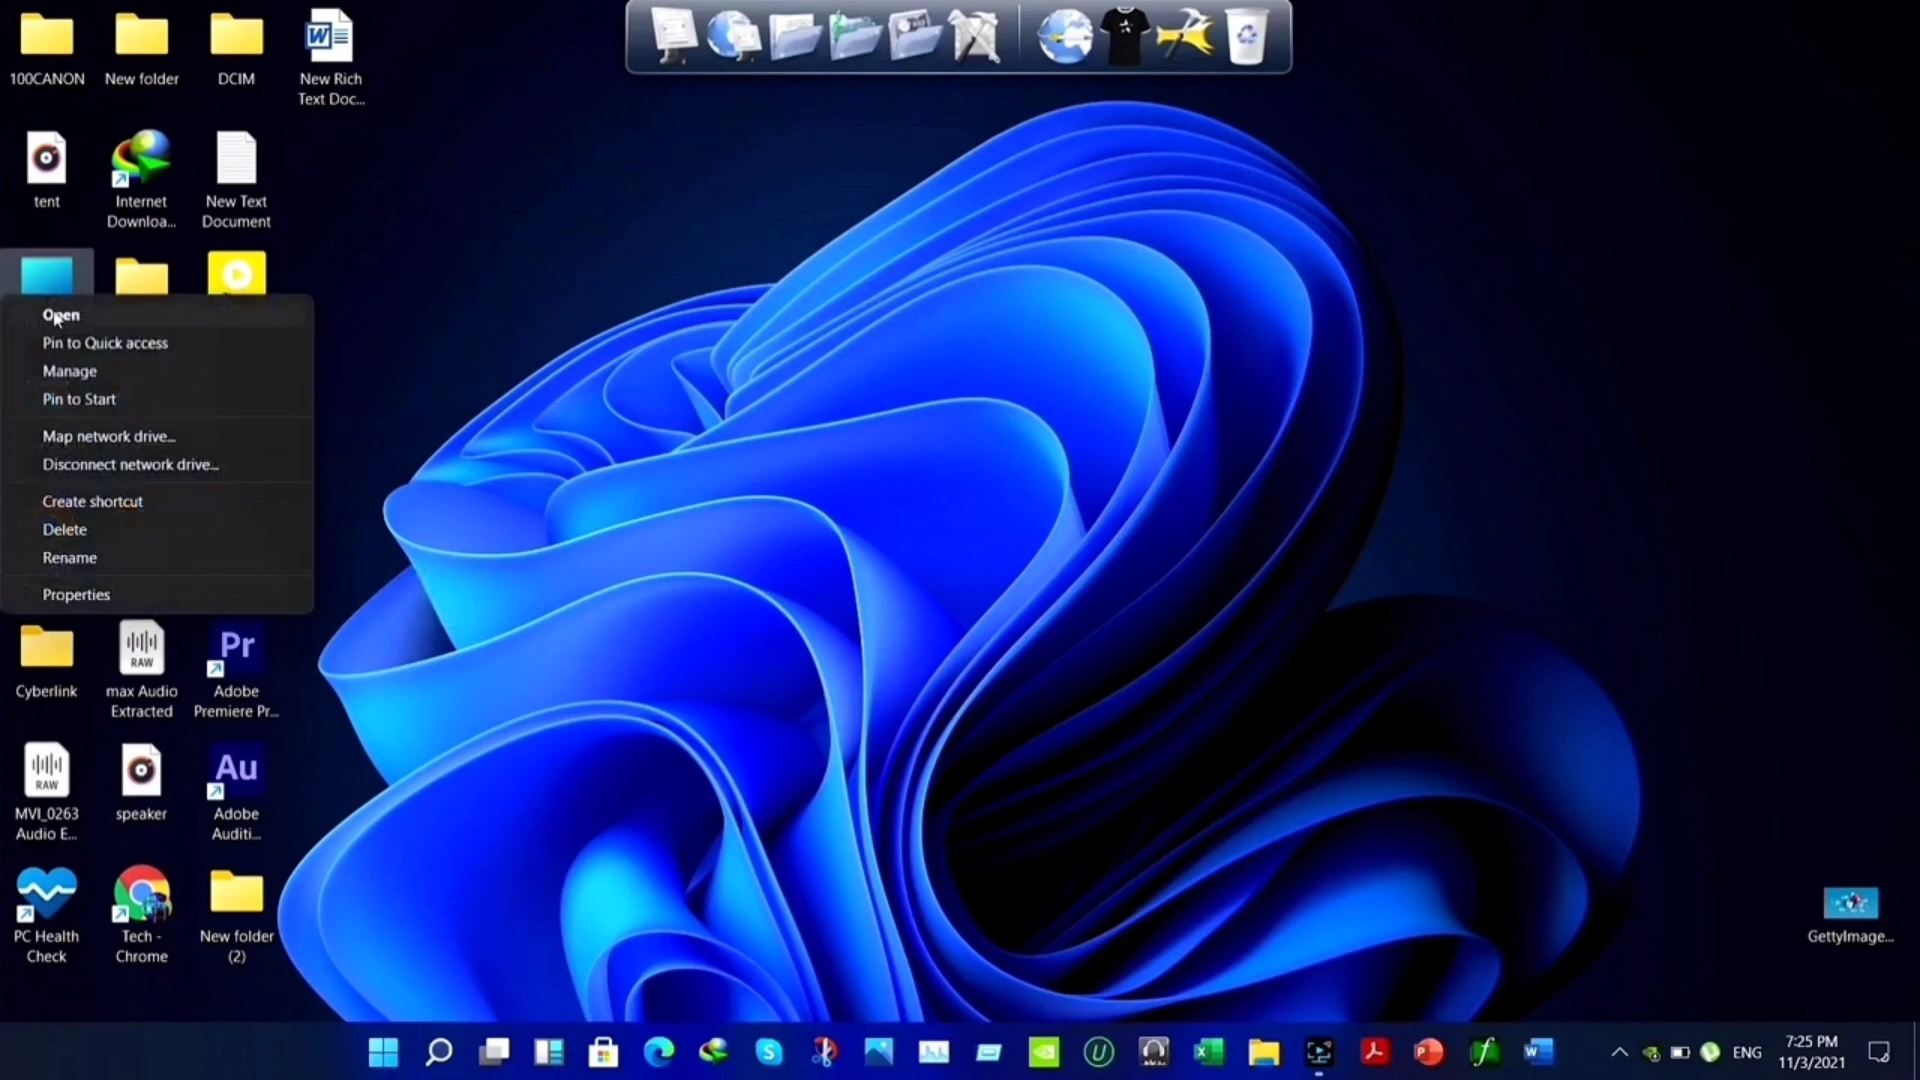 100CANON
New folder
DCIM
New Rich
Text Doc...
tent
Internet
Downloa...
New Text
Document
Open
Pin to Quick access
Manage
Pin to Start
Map network drive...
Disconnect network drive...
Create shortcut
Delete
Rename
Properties
Cyberlink
RAW
max Audio
Extracted
Pr
Adobe
Premiere Pr...
RAW
MVI_0263
Audio E...
speaker
Au
Adobe
Auditi...
PC Health
Check
Tech -
Chrome
New folder
(2)
GettyImage...
ENG
7:25 PM
11/3/2021